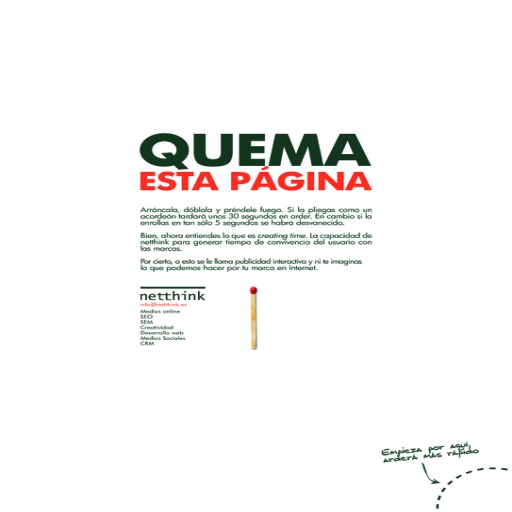 QUEMA
ESTA PÁGINA
Arráncala, dóblala y préndele fuego. Si la pliegas como un
acordeón tardará unos 30 segundos en arder. En cambio si la
enrollas en tan sólo 5 segundos se habrá desvanecido.
Bien, ahora entiendes lo que es creating time. La capacidad de
netthink para generar tiempo de convivencia del usuario con
las marcas.
Por cierto, a esto se le llama publicidad interactiva y ni te imaginas
lo que podemos hacer por tu marca en Internet.
netthink
info@netthink.es
Medios online
SEO
SEM
Creatividad
Desarrollo web
Medios Sociales
CRM
Empieza por aquí,
arderá más rápido